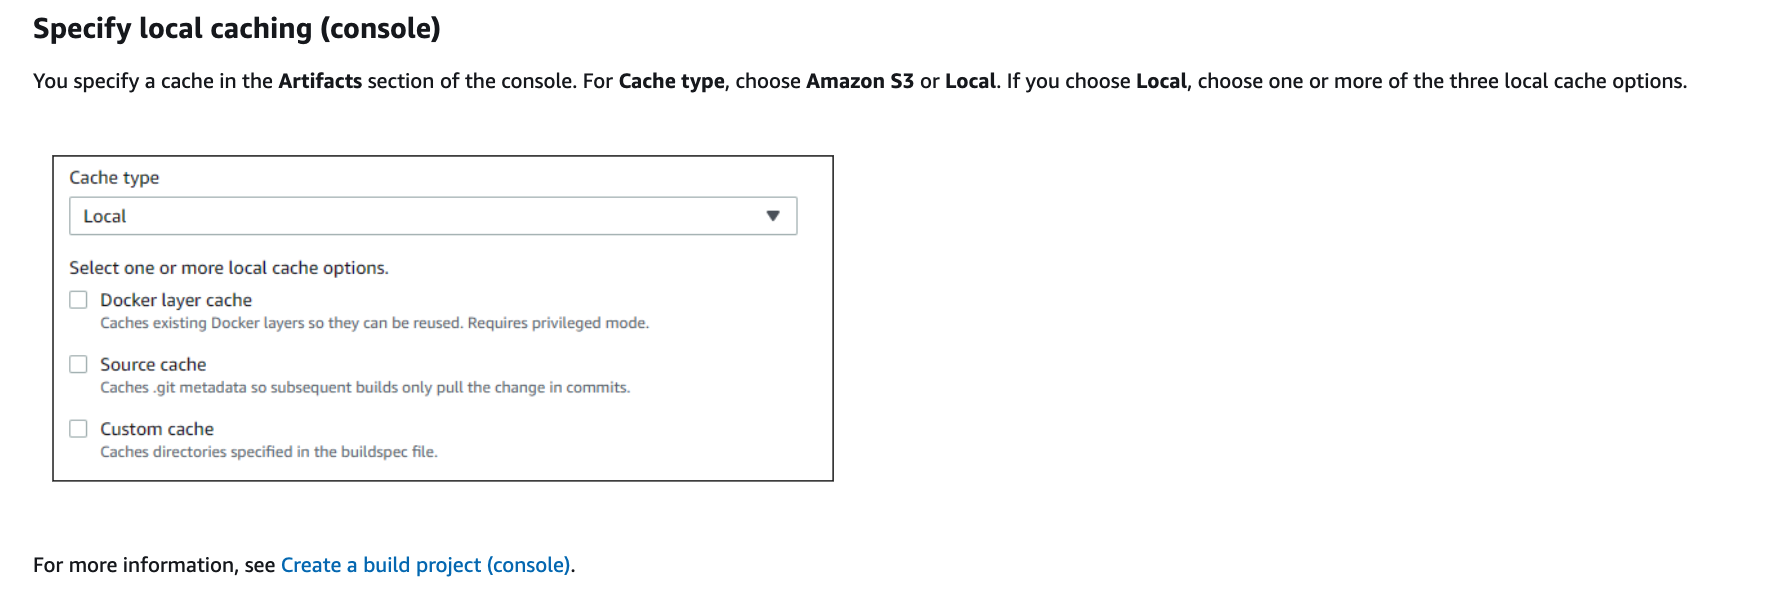 Specify local caching (console)
You specify a cache in the Artifacts section of the console. For Cache type, choose Amazon S3 or Local. If you choose Local, choose one or more of the three local cache options.
Cache type
Local
Select one or more local cache options.
Docker layer cache
Caches existing Docker layers so they can be reused. Requires privileged mode.
Source cache
Caches .git metadata so subsequent builds only pull the change in commits.
Custom cache
Caches directories specified in the buildspec file.
For more information, see Create a build project (console).